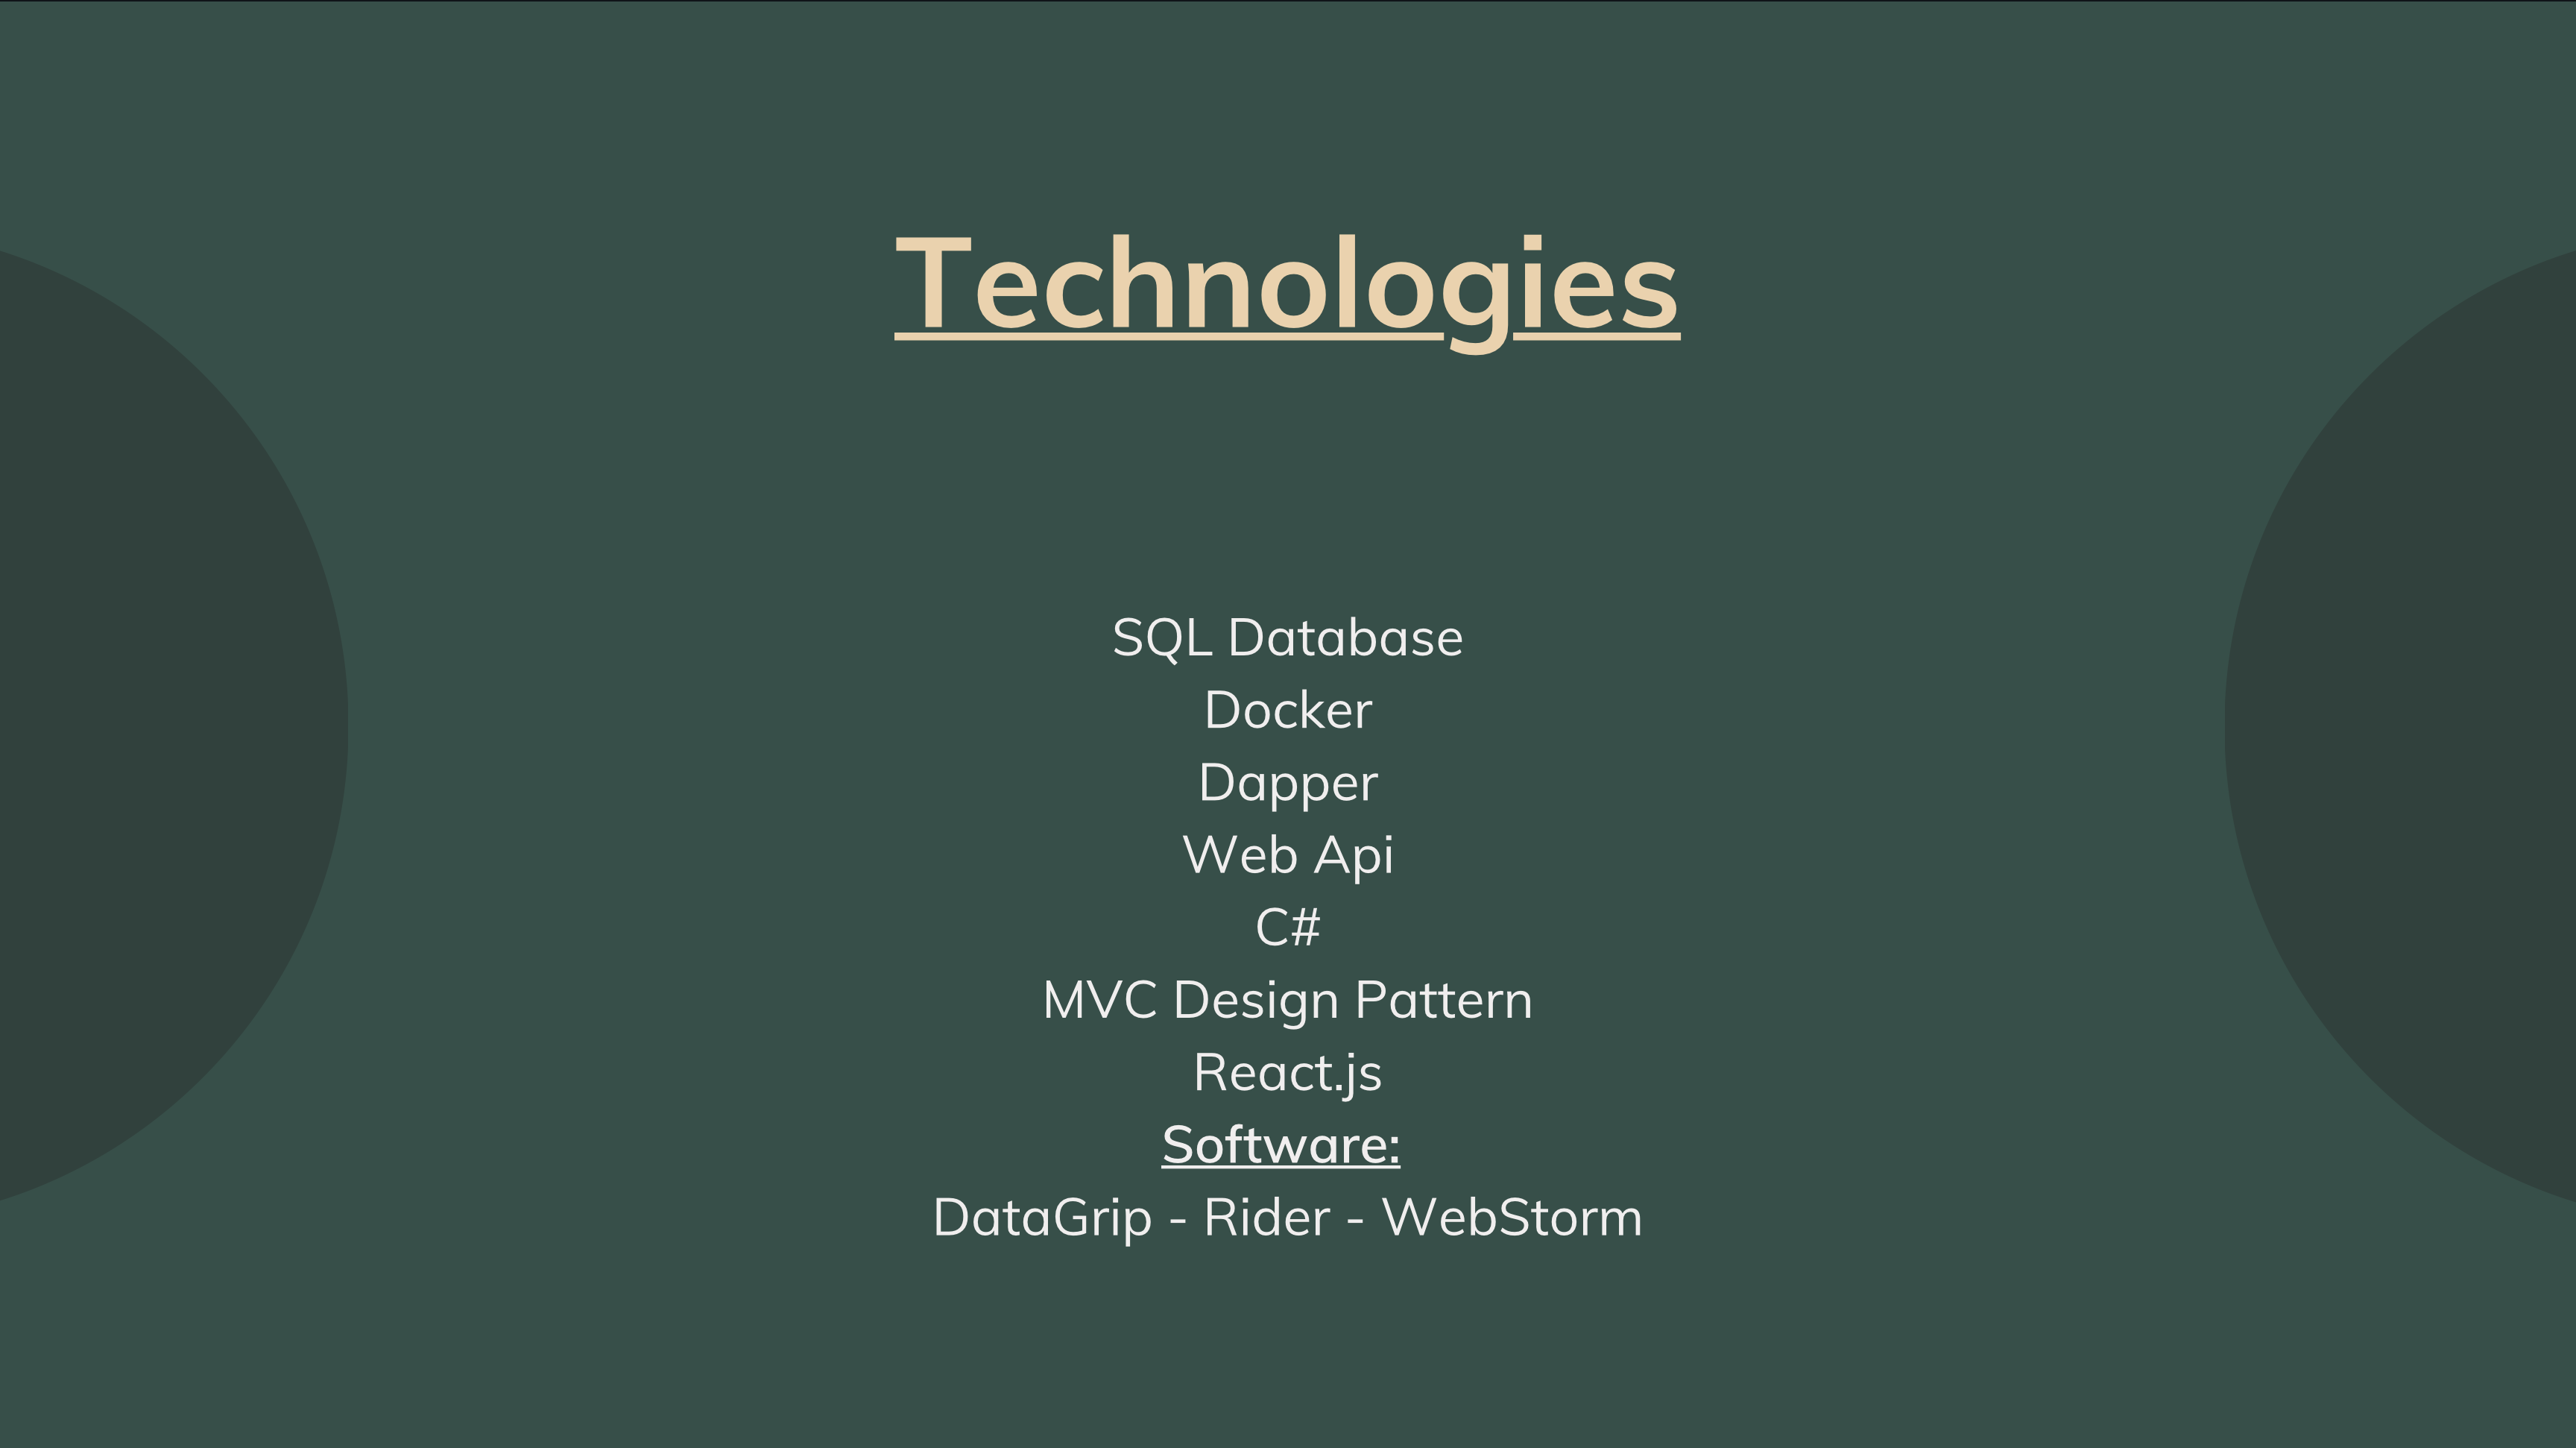 Technologies
SQL Database
Docker
Dapper
Web Api
C#
MVC Design Pattern
React.js
Software:
DataGrip - Rider - WebStorm